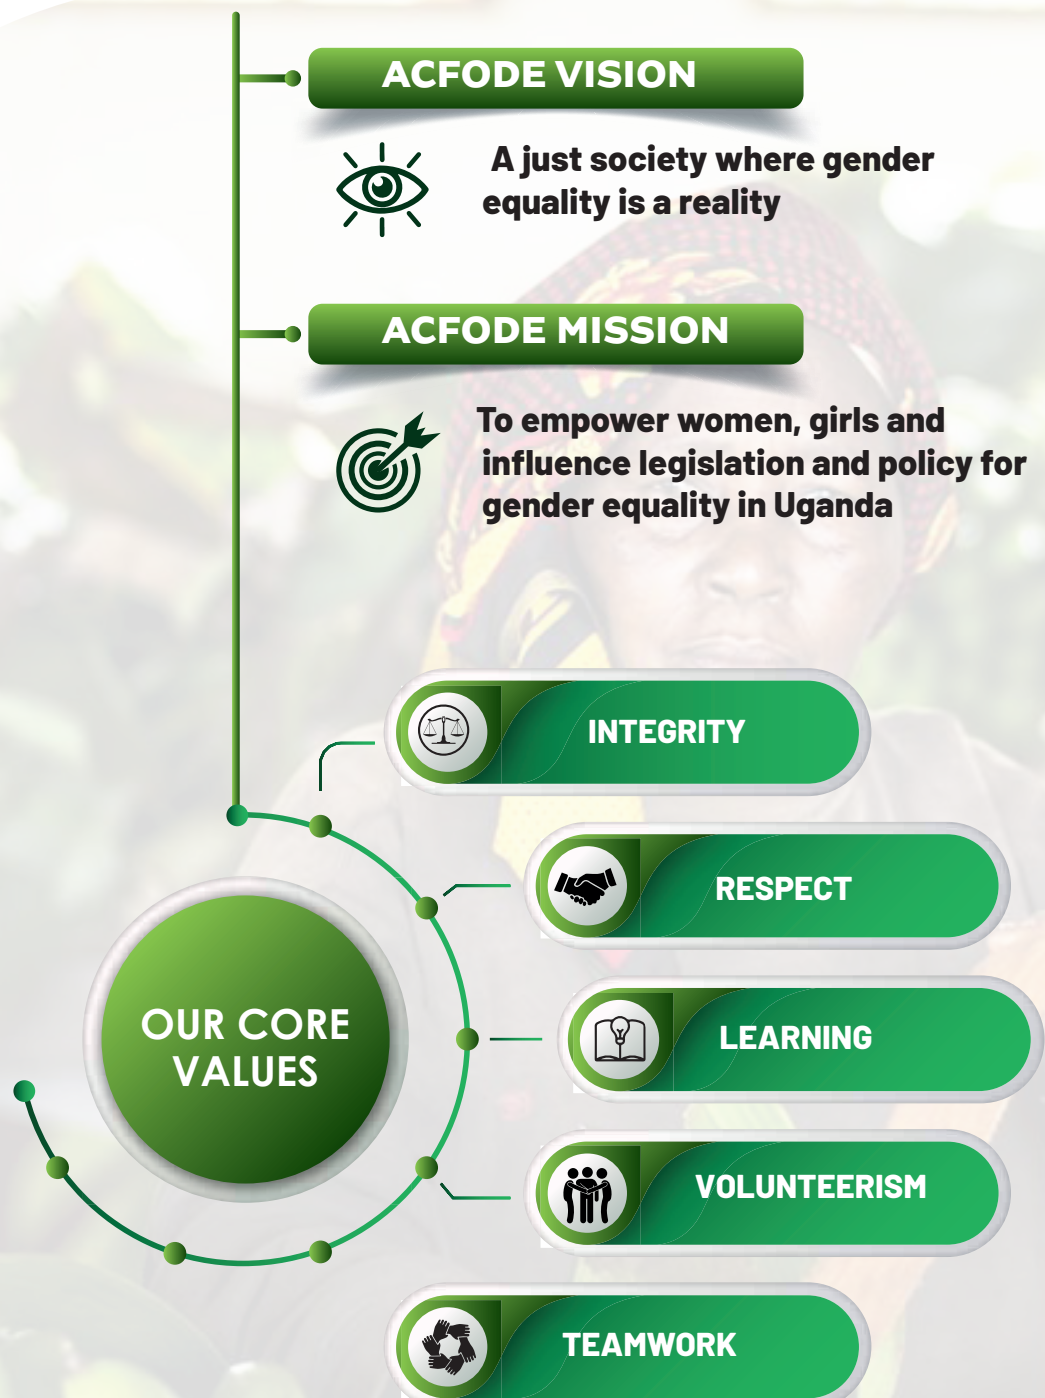 ACFODE VISION
A just society where gender
equality is a reality
ACFODE MISSION
To empower women, girls and
influence legislation and policy for
gender equality in Uganda
INTEGRITY
RESPECT
LEARNING
OUR CORE
VALUES
VOLUNTEERISM
TEAMWORK